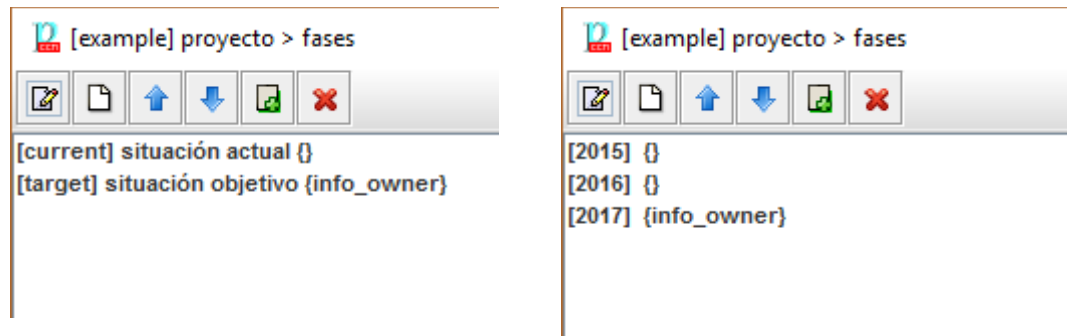 [example] proyecto > fases
[current] situación actual {}
[target] situación objetivo {info_owner}
[example] proyecto > fases
[2015] {}
[2016] {}
[2017] {info_owner}